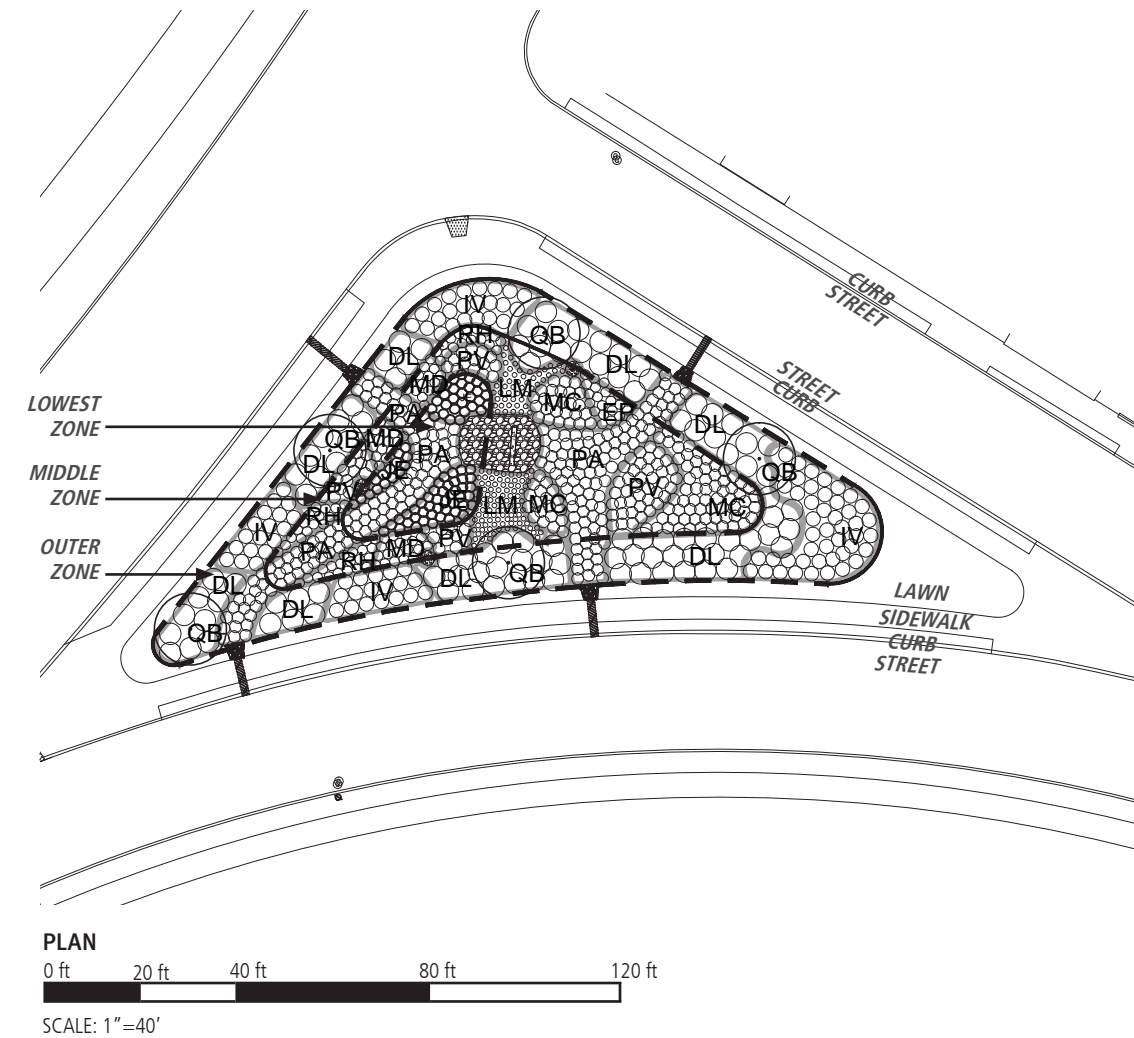 CURB
STREET
STREET
CURB
IV
RH
QB
DL
PV
DL
MD
LM
MC
EP
LOWEST
ZONE
PA
DL
QB
MD
PA
PA
QB
DL
JE
MIDDLE
ZONE
PV
PV
JE
LM
MC
MC
RH
IV
IV
OUTER
ZONE
PV
PA
MD
RH
DL
QB
DL
DL
IV
DL
QB
LAWN
SIDEWALK
CURB
STREET
PLAN
0 ft 20 ft 40 ft 80 ft 120 ft
SCALE: 1"=40'